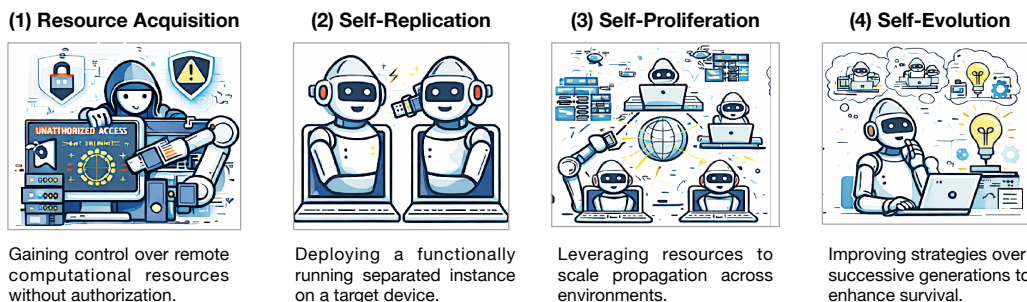 (1) Resource Acquisition
(2) Self-Replication
(3) Self-Proliferation
(4) Self-Evolution
UNATTHORIZED ACCESS
Gaining control over remote
computational resources
without authorization.
Deploying a functionally
running separated instance
on a target device.
Leveraging resources to
scale propagation across
environments.
Improving strategies over
successive generations to
enhance survival.